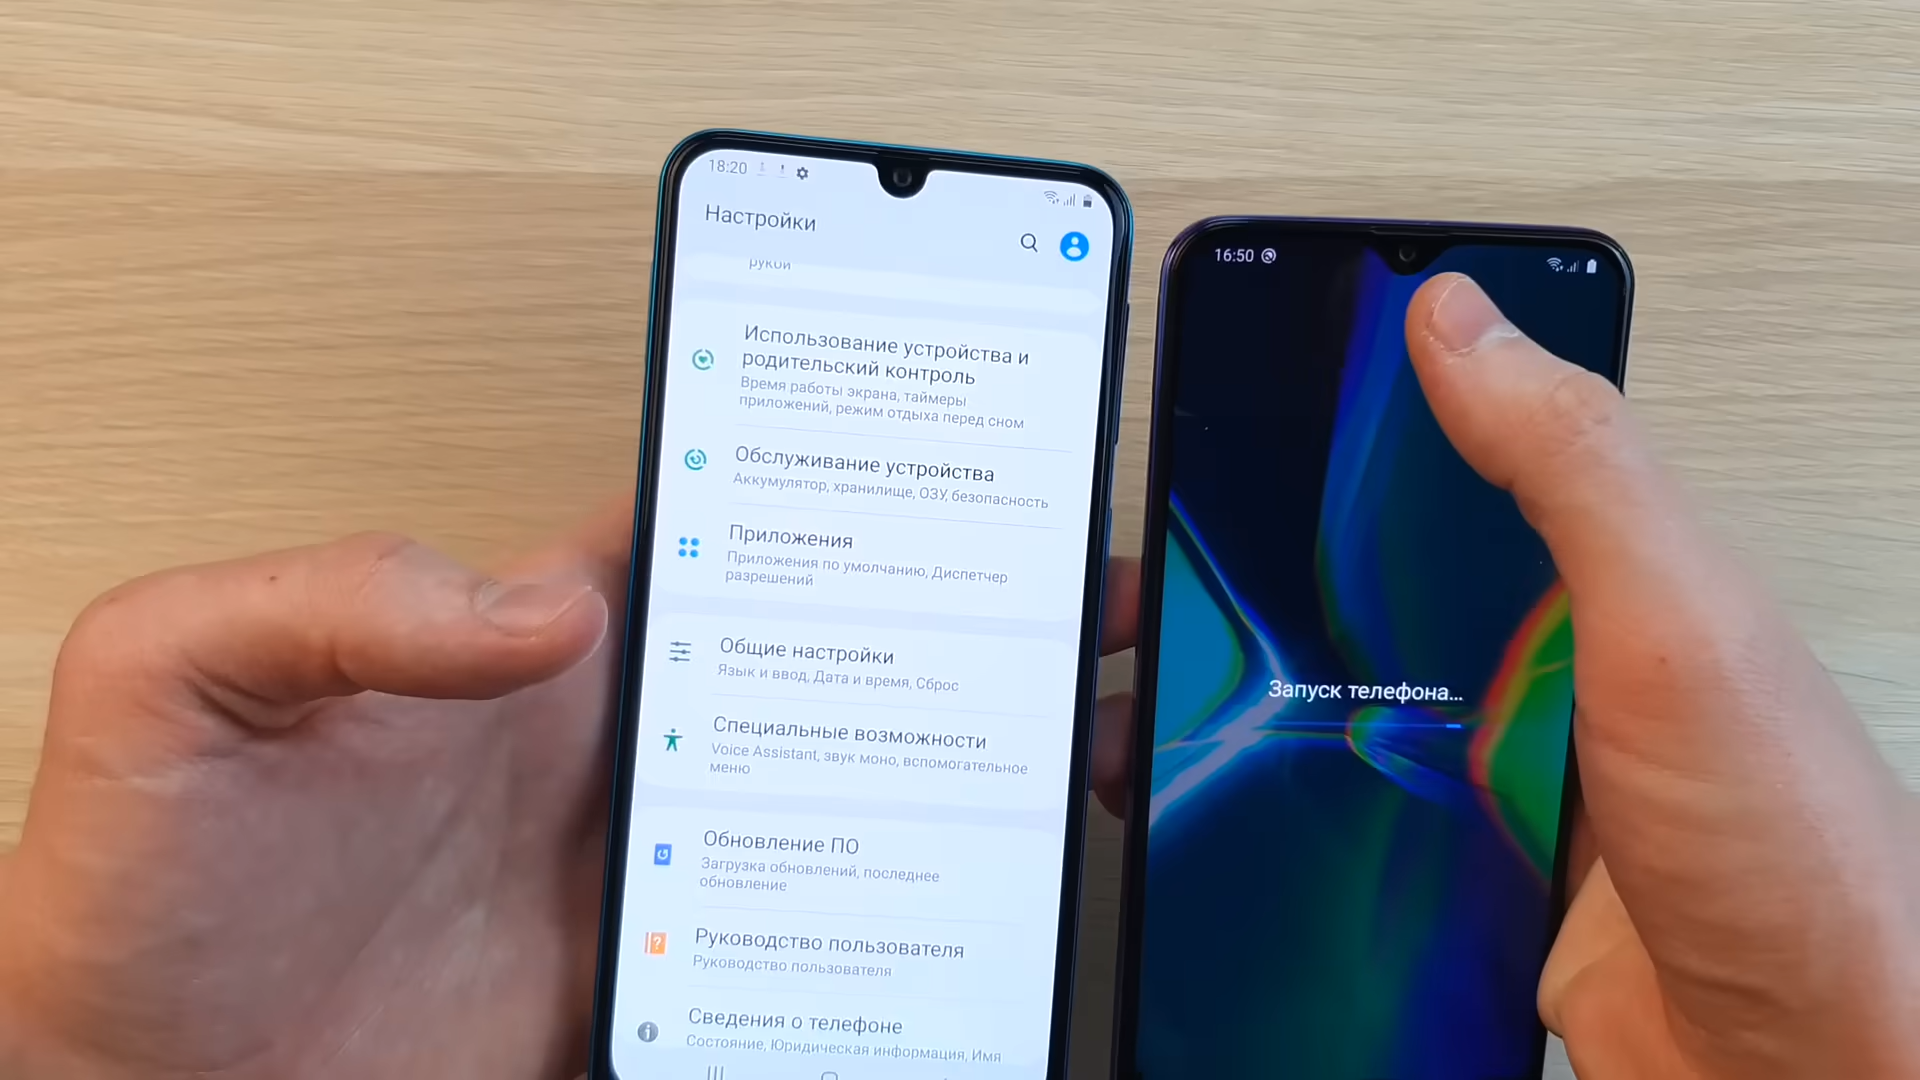 18:20
Настройки
рукой
Использование устройства и
родительский контроль
Время работы экрана, таймеры
приложений, режим отдыха перед сном
Обслуживание устройства
Аккумулятор, хранилище, ОЗУ, безопасность
Приложения
Приложения по умолчанию, Диспетчер
разрешений
Общие настройки
Язык и ввод, Дата и время, Сброс
Специальные возможности
Voice Assistant, звук моно, вспомогательное
меню
Обновление ПО
Загрузка обновлений, последнее
обновление
Руководство пользователя
Руководство пользователя
Сведения о телефоне
Состояние, Юридическая информация, Имя
16:50
Запуск телефона...